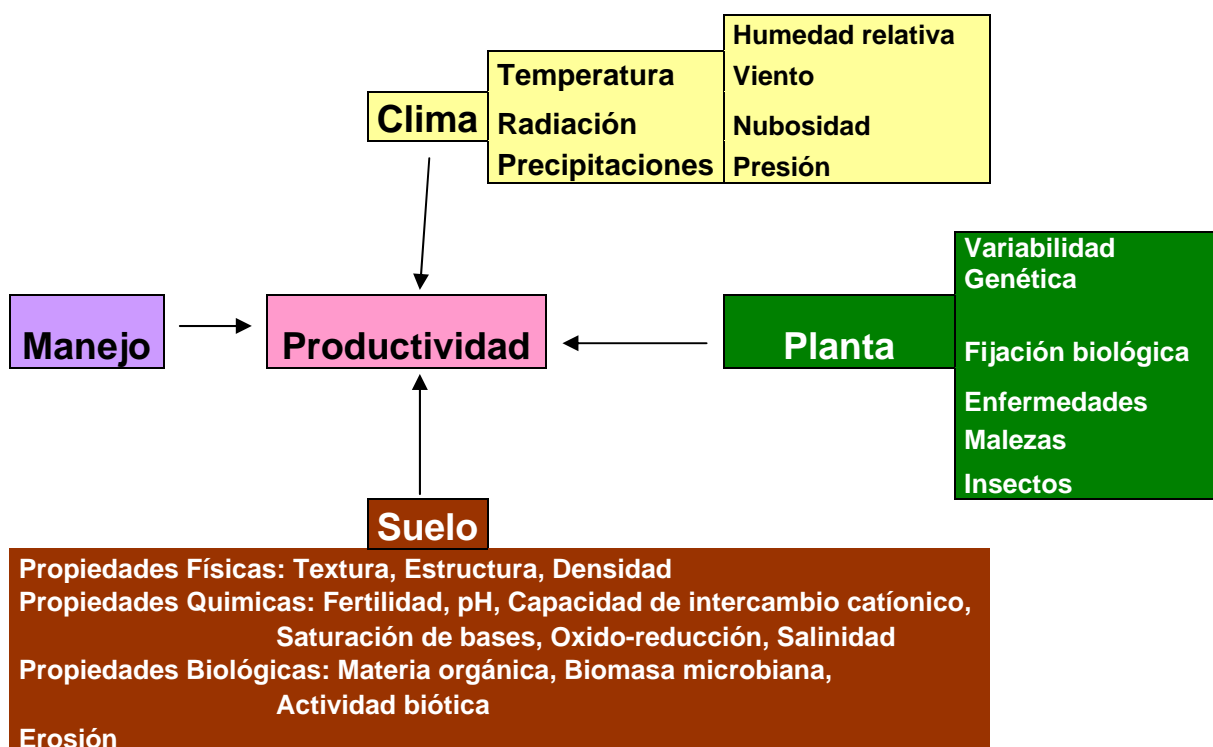 Humedad relativa
Temperatura
Viento
Clima
Radiación
Nubosidad
Precipitaciones
Presión
Variabilidad
Genética
Manejo
Productividad
Planta
Fijación biológica
Enfermedades
Malezas
Insectos
Suelo
Propiedades Físicas: Textura, Estructura, Densidad
Propiedades Quimicas: Fertilidad, pH, Capacidad de intercambio catíonico,
Saturación de bases, Oxido-reducción, Salinidad
Propiedades Biológicas: Materia orgánica, Biomasa microbiana,
Actividad biótica
Erosión